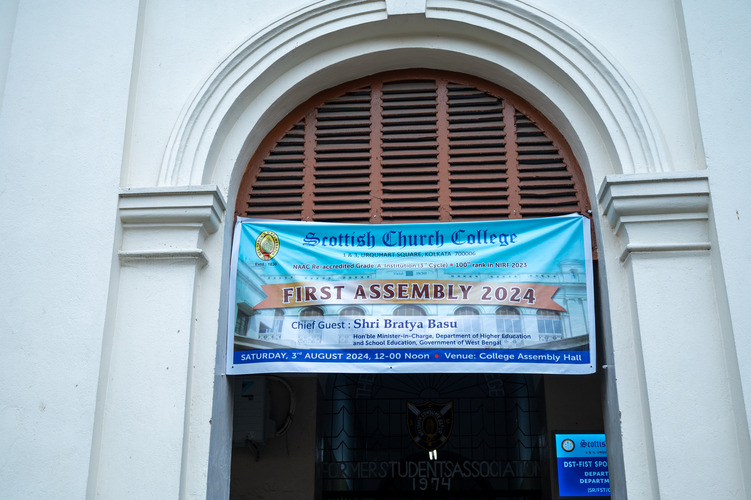 Scottish Church College
1 & 3, URQUHART SQUARE, KOLKATA 700006
NAAC Re-accredited Grade 'A' Institution (3rd Cycle) • 100th rank in NIRF 2023
FIRST ASSEMBLY 2024
Chief Guest : Shri Bratya Basu
Hon'ble Minister-in-Charge, Department of Higher Education
and School Education, Government of West Bengal
SATURDAY, 3RD AUGUST 2024, 12-00 Noon • Venue: College Assembly Hall
FORMER STUDENTS ASSOCIATION
1974
Scottish
DST-FIST SPO
DEPART
DEPARTM